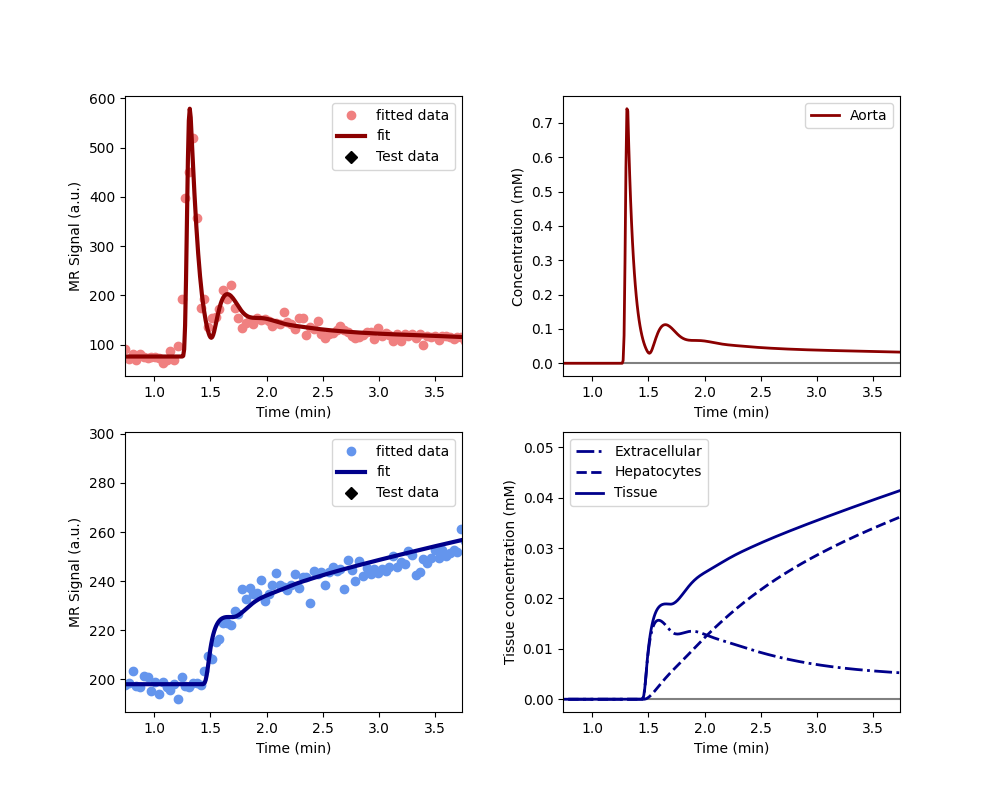 600
500
400
300
200
100
MR Signal (a.u.)
fitted data
fit
Test data
1.0 1.5 2.0 2.5 3.0 3.5
Time (min)
0.7
0.6
0.5
0.4
0.3
0.2
0.1
0.0
Concentration (mM)
Aorta
1.0 1.5 2.0 2.5 3.0 3.5
Time (min)
300
280
260
240
220
200
MR Signal (a.u.)
fitted data
fit
Test data
1.0 1.5 2.0 2.5 3.0 3.5
Time (min)
0.05
0.04
0.03
0.02
0.01
0.00
Tissue concentration (mM)
Extracellular
Hepatocytes
Tissue
1.0 1.5 2.0 2.5 3.0 3.5
Time (min)